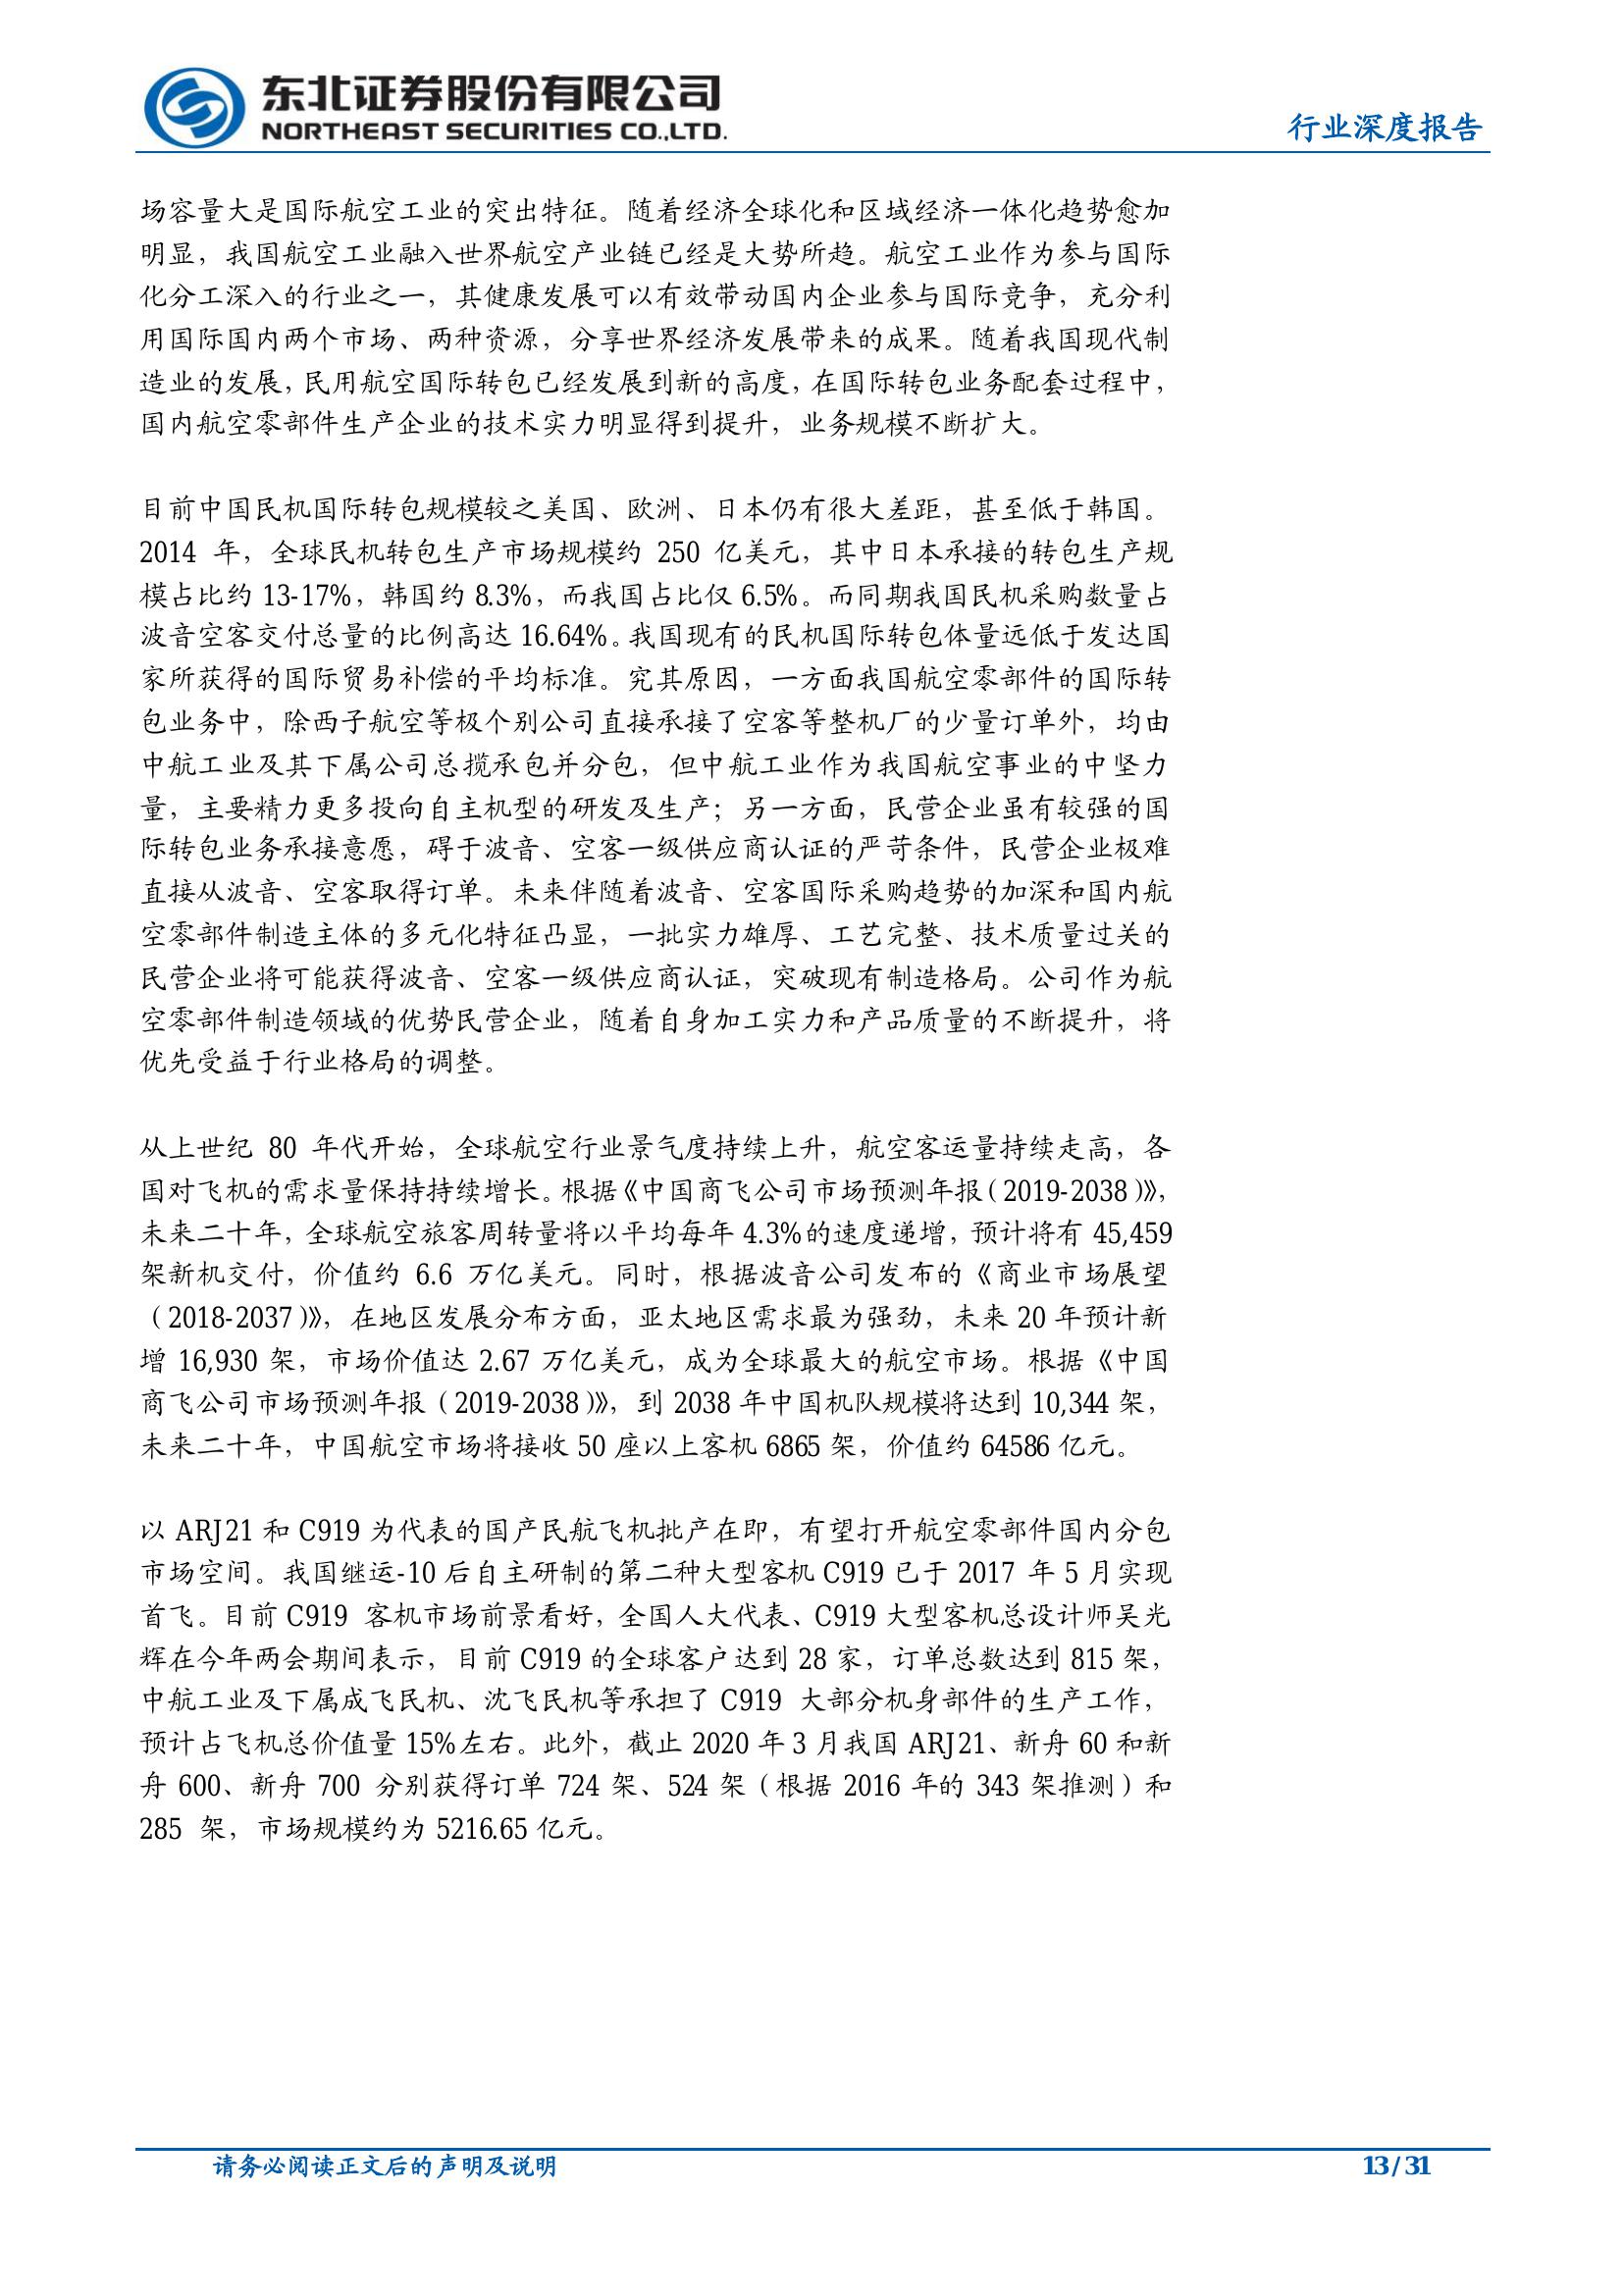 东北证券股份有限公司
NORTHEAST SECURITIES CO.,LTD.
行业深度报告
场容量大是国际航空工业的突出特征。随着经济全球化和区域经济一体化趋势愈加
明显，我国航空工业融入世界航空产业链已经是大势所趋。航空工业作为参与国际
化分工深入的行业之一，其健康发展可以有效带动国内企业参与国际竞争，充分利
用国际国内两个市场、两种资源，分享世界经济发展带来的成果。随着我国现代制
造业的发展，民用航空国际转包已经发展到新的高度，在国际转包业务配套过程中，
国内航空零部件生产企业的技术实力明显得到提升，业务规模不断扩大。
目前中国民机国际转包规模较之美国、欧洲、日本仍有很大差距，甚至低于韩国。
2014 年，全球民机转包生产市场规模约 250 亿美元，其中日本承接的转包生产规
模占比约 13-17%，韩国约 8.3%，而我国占比仅 6.5%。而同期我国民机采购数量占
波音空客交付总量的比例高达 16.64%。我国现有的民机国际转包体量远低于发达国
家所获得的国际贸易补偿的平均标准。究其原因，一方面我国航空零部件的国际转
包业务中，除西子航空等极个别公司直接承接了空客等整机厂的少量订单外，均由
中航工业及其下属公司总揽承包并分包，但中航工业作为我国航空事业的中坚力
量，主要精力更多投向自主机型的研发及生产；另一方面，民营企业虽有较强的国
际转包业务承接意愿，碍于波音、空客一级供应商认证的严苛条件，民营企业极难
直接从波音、空客取得订单。未来伴随着波音、空客国际采购趋势的加深和国内航
空零部件制造主体的多元化特征凸显，一批实力雄厚、工艺完整、技术质量过关的
民营企业将可能获得波音、空客一级供应商认证，突破现有制造格局。公司作为航
空零部件制造领域的优势民营企业，随着自身加工实力和产品质量的不断提升，将
优先受益于行业格局的调整。
从上世纪 80 年代开始，全球航空行业景气度持续上升，航空客运量持续走高，各
国对飞机的需求量保持持续增长。根据《中国商飞公司市场预测年报（2019-2038）》，
未来二十年，全球航空旅客周转量将以平均每年 4.3%的速度递增，预计将有 45,459
架新机交付，价值约 6.6 万亿美元。同时，根据波音公司发布的《商业市场展望
（2018-2037）》，在地区发展分布方面，亚太地区需求最为强劲，未来 20 年预计新
增 16,930 架，市场价值达 2.67 万亿美元，成为全球最大的航空市场。根据《中国
商飞公司市场预测年报（2019-2038）》，到 2038 年中国机队规模将达到 10,344 架，
未来二十年，中国航空市场将接收 50 座以上客机 6865 架，价值约 64586 亿元。
以 ARJ21 和 C919 为代表的国产民航飞机批产在即，有望打开航空零部件国内分包
市场空间。我国继运-10 后自主研制的第二种大型客机 C919 已于 2017 年 5 月实现
首飞。目前 C919 客机市场前景看好，全国人大代表、C919 大型客机总设计师吴光
辉在今年两会期间表示，目前 C919 的全球客户达到 28 家，订单总数达到 815 架，
中航工业及下属成飞民机、沈飞民机等承担了 C919 大部分机身部件的生产工作，
预计占飞机总价值量 15%左右。此外，截止 2020 年 3 月我国 ARJ21、新舟 60 和新
舟 600、新舟 700 分别获得订单 724 架、524 架（根据 2016 年的 343 架推测）和
285 架，市场规模约为 5216.65 亿元。
请务必阅读正文后的声明及说明
13 / 31